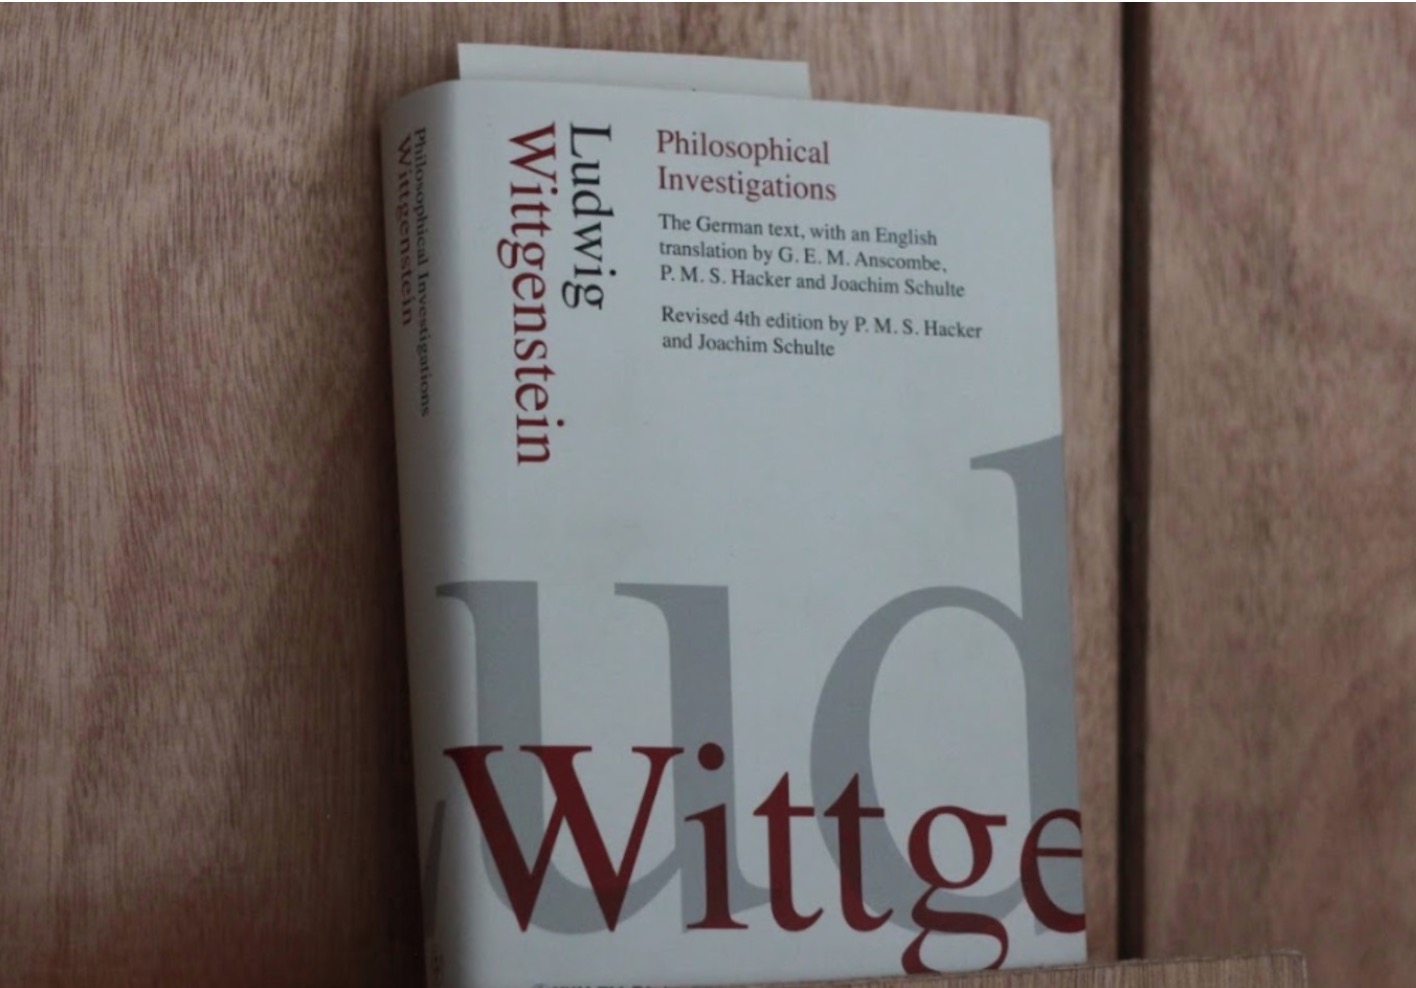 Philosophical Investigations
Wittgenstein
Ludwig
Wittgenstein
Philosophical
Investigations
The German text, with an English
translation by G. E. M. Anscombe,
P. M. S. Hacker and Joachim Schulte
Revised 4th edition by P. M. S. Hacker
and Joachim Schulte
ud
Wittge